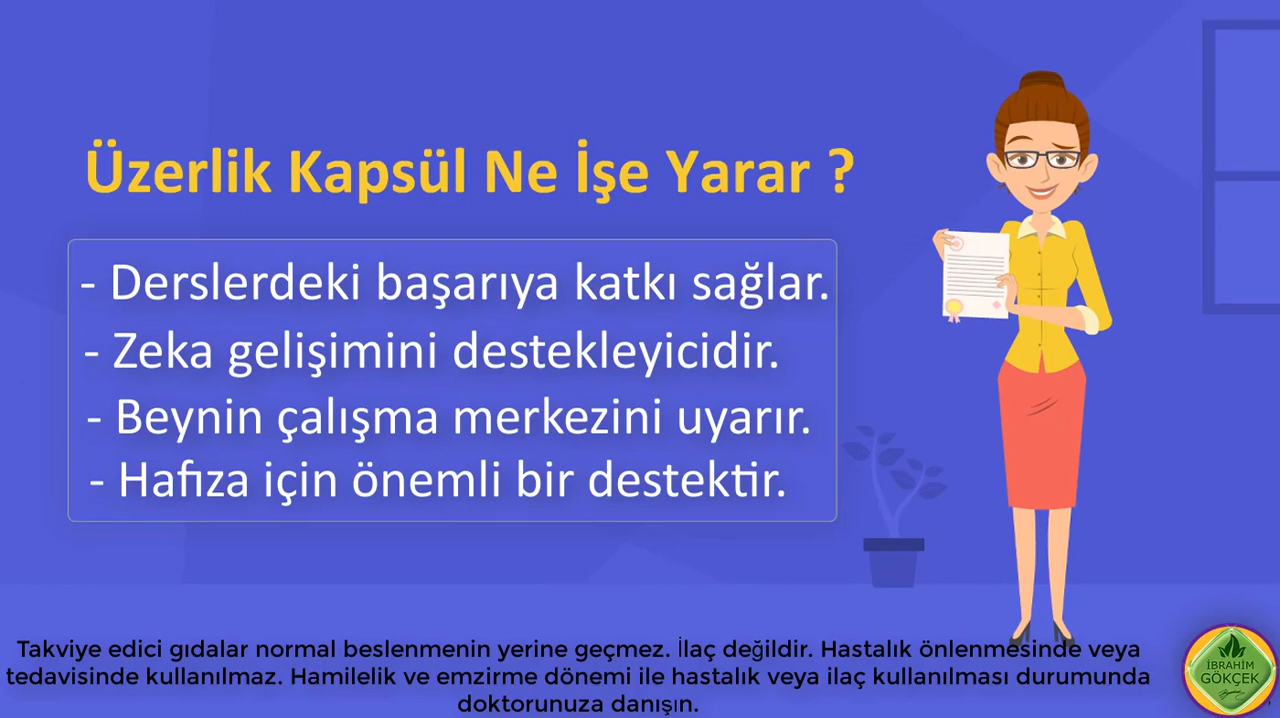 Üzerlik Kapsül Ne İşe Yarar ?
- Derslerdeki başarıya katkı sağlar.
- Zeka gelişimini destekleyicidir.
- Beynin çalışma merkezini uyarır.
- Hafıza için önemli bir destektir.
Takviye edici gıdalar normal beslenmenin yerine geçmez. İlaç değildir. Hastalık önlenmesinde veya
tedavisinde kullanılmaz. Hamilelik ve emzirme dönemi ile hastalık veya ilaç kullanılması durumunda
doktorunuza danışın.
İBRAHİM
GÖKÇEK